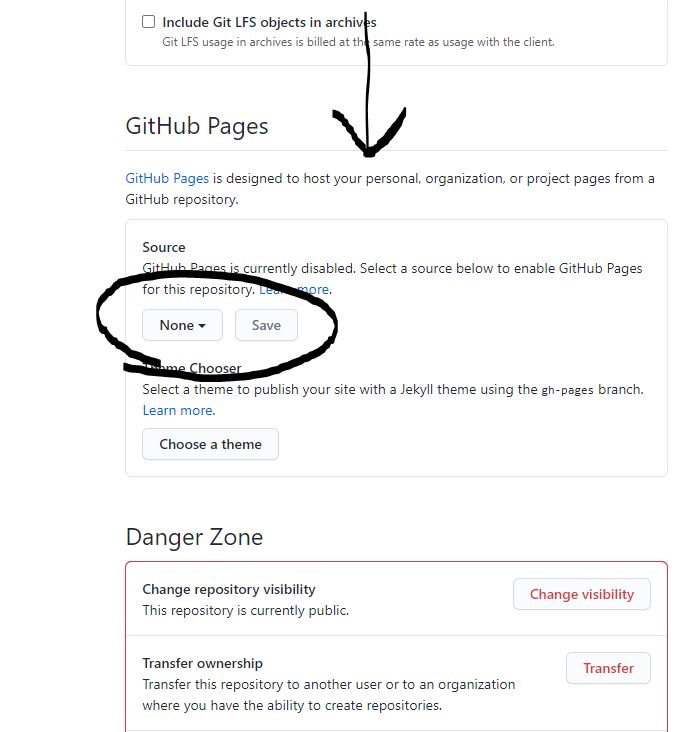 Include Git LFS objects in archives
Git LFS usage in archives is billed at the same rate as usage with the client.
GitHub Pages
GitHub Pages is designed to host your personal, organization, or project pages from a
GitHub repository.
Source
GitHub Pages is currently disabled. Select a source below to enable GitHub Pages
for this repository. Learn more.
None Save
Theme Chooser
Select a theme to publish your site with a Jekyll theme using the gh-pages branch.
Learn more.
Choose a theme
Danger Zone
Change repository visibility
This repository is currently public.
Change visibility
Transfer ownership
Transfer this repository to another user or to an organization
where you have the ability to create repositories.
Transfer